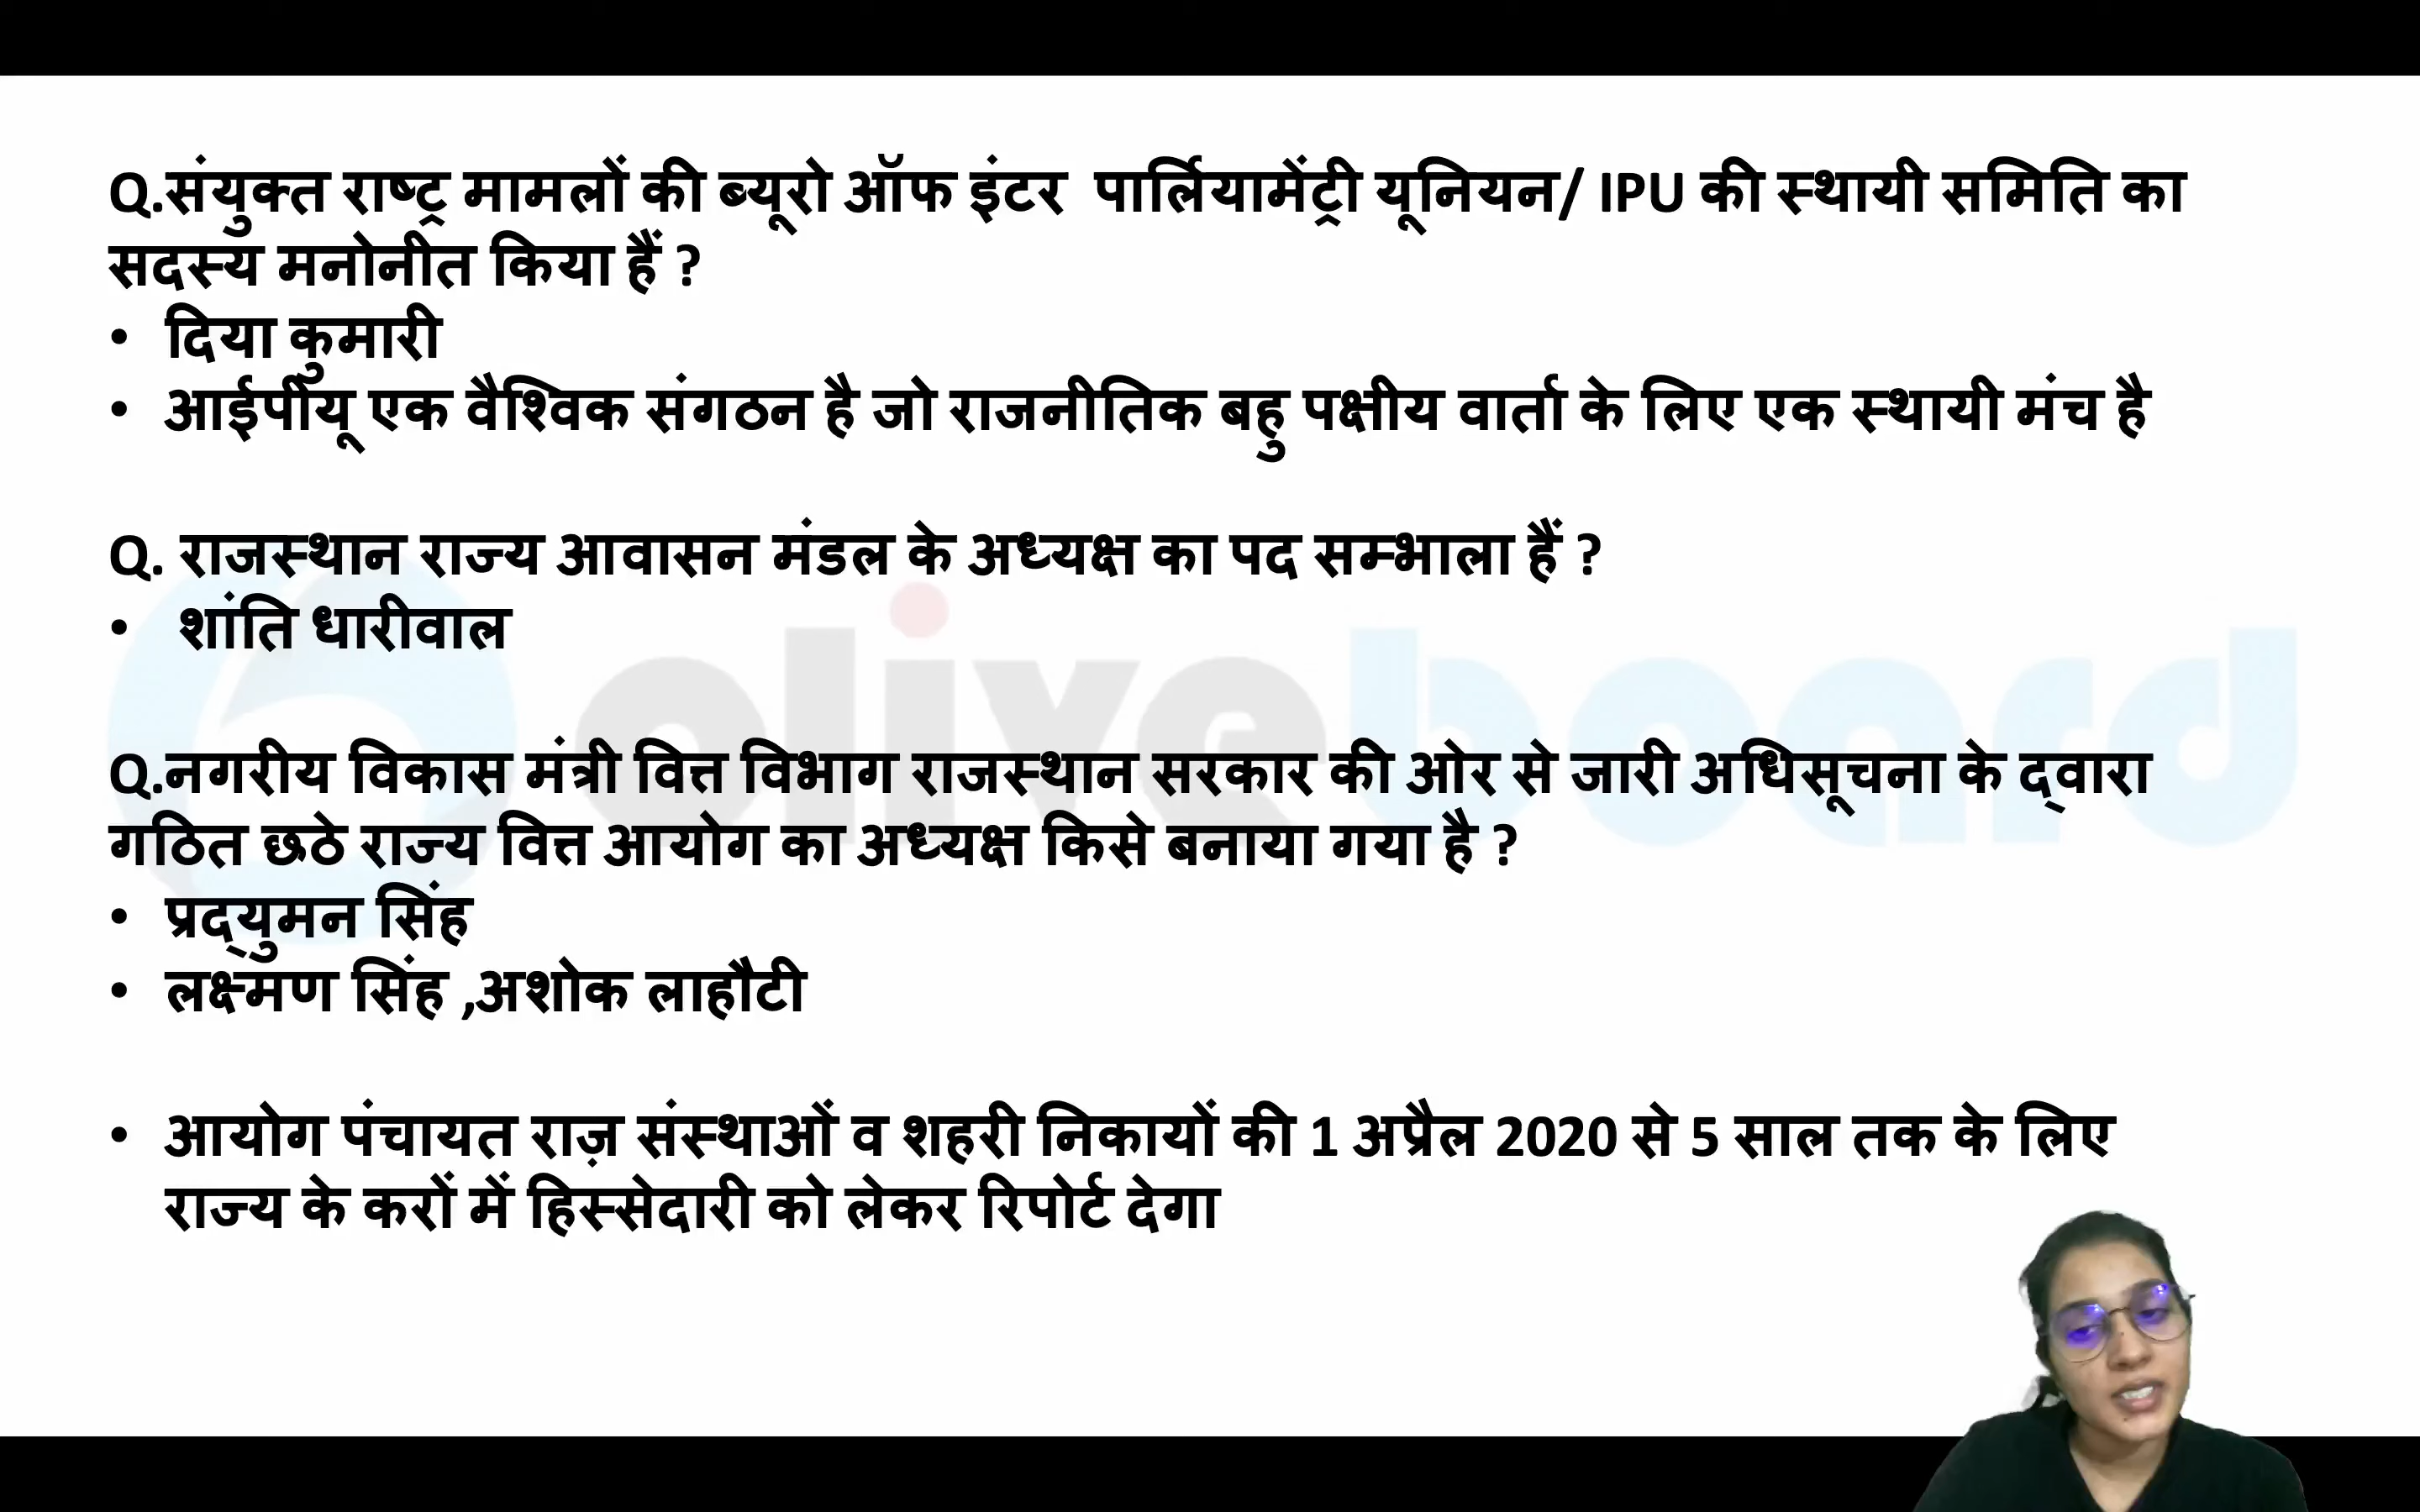 Q.संयुक्त राष्ट्र मामलों की ब्यूरो ऑफ इंटर पार्लियामेंट्री यूनियन/ IPU की स्थायी समिति का
सदस्य मनोनीत किया हैं ?
• दिया कुमारी
• आईपीयू एक वैश्विक संगठन है जो राजनीतिक बहु पक्षीय वार्ता के लिए एक स्थायी मंच है
Q. राजस्थान राज्य आवासन मंडल के अध्यक्ष का पद सम्भाला हैं ?
• शांति धारीवाल
oliveboard
Q.नगरीय विकास मंत्री वित्त विभाग राजस्थान सरकार की ओर से जारी अधिसूचना के द्वारा
गठित छठे राज्य वित्त आयोग का अध्यक्ष किसे बनाया गया है ?
• प्रद्युमन सिंह
• लक्ष्मण सिंह ,अशोक लाहौटी
• आयोग पंचायत राज़ संस्थाओं व शहरी निकायों की 1 अप्रैल 2020 से 5 साल तक के लिए
राज्य के करों में हिस्सेदारी को लेकर रिपोर्ट देगा